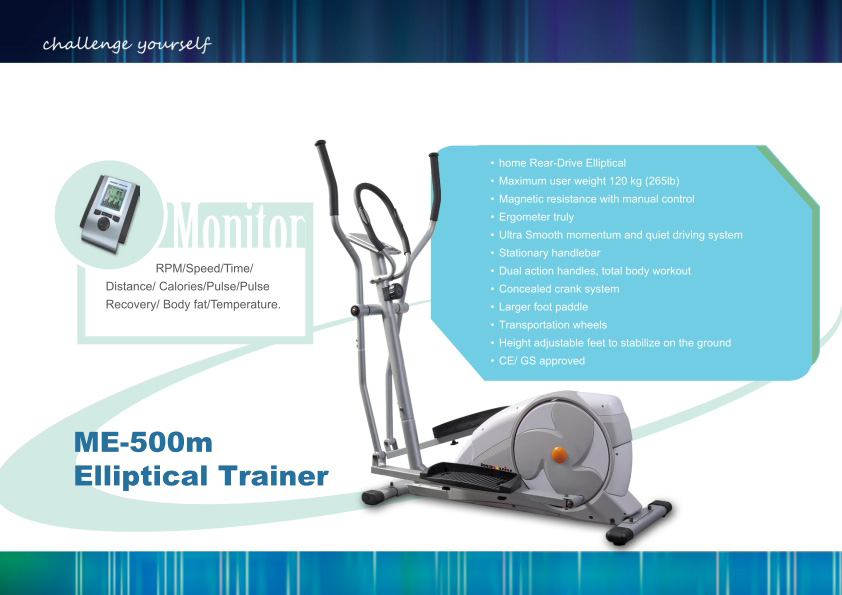 challenge yourself
Monitor
RPM/Speed/Time/
Distance/ Calories/Pulse/Pulse
Recovery/ Body fat/Temperature.
• home Rear-Drive Elliptical
• Maximum user weight 120 kg (265lb)
• Magnetic resistance with manual control
• Ergometer truly
• Ultra Smooth momentum and quiet driving system
• Stationary handlebar
• Dual action handles, total body workout
• Concealed crank system
• Larger foot paddle
• Transportation wheels
• Height adjustable feet to stabilize on the ground
• CE/ GS approved
ME-500m
Elliptical Trainer